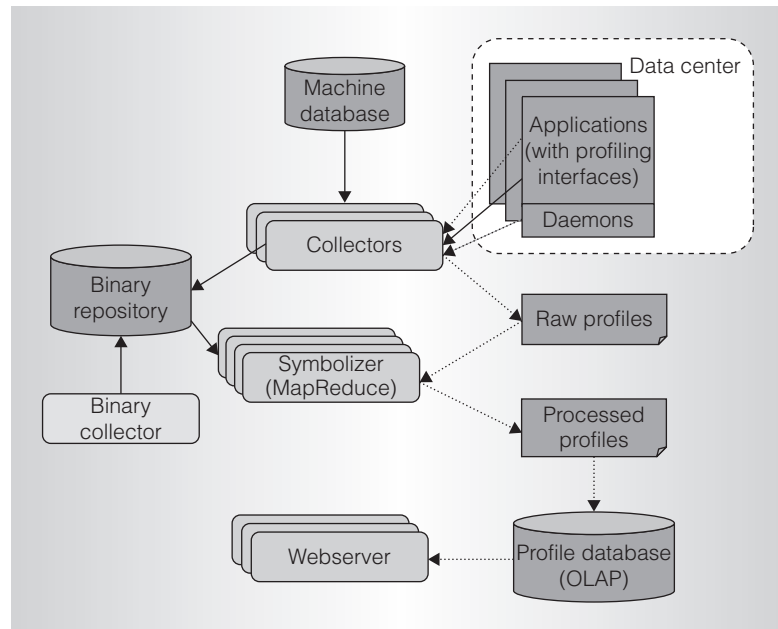 Machine
database
Data center
Applications
(with profiling
interfaces)
Daemons
Collectors
Binary
repository
Raw profiles
Symbolizer
(MapReduce)
Binary
collector
Processed
profiles
Webserver
Profile database
(OLAP)